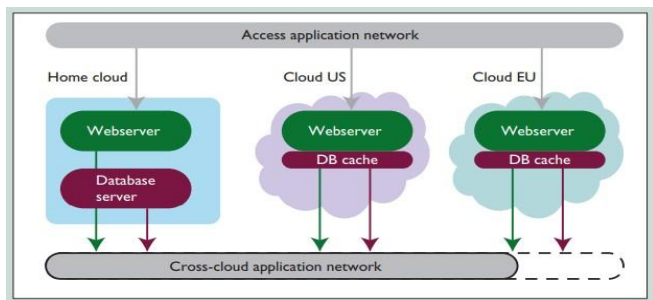 Access application network
Home cloud
Cloud US
Cloud EU
Webserver
Database
server
Webserver
DB cache
Webserver
DB cache
Cross-cloud application network